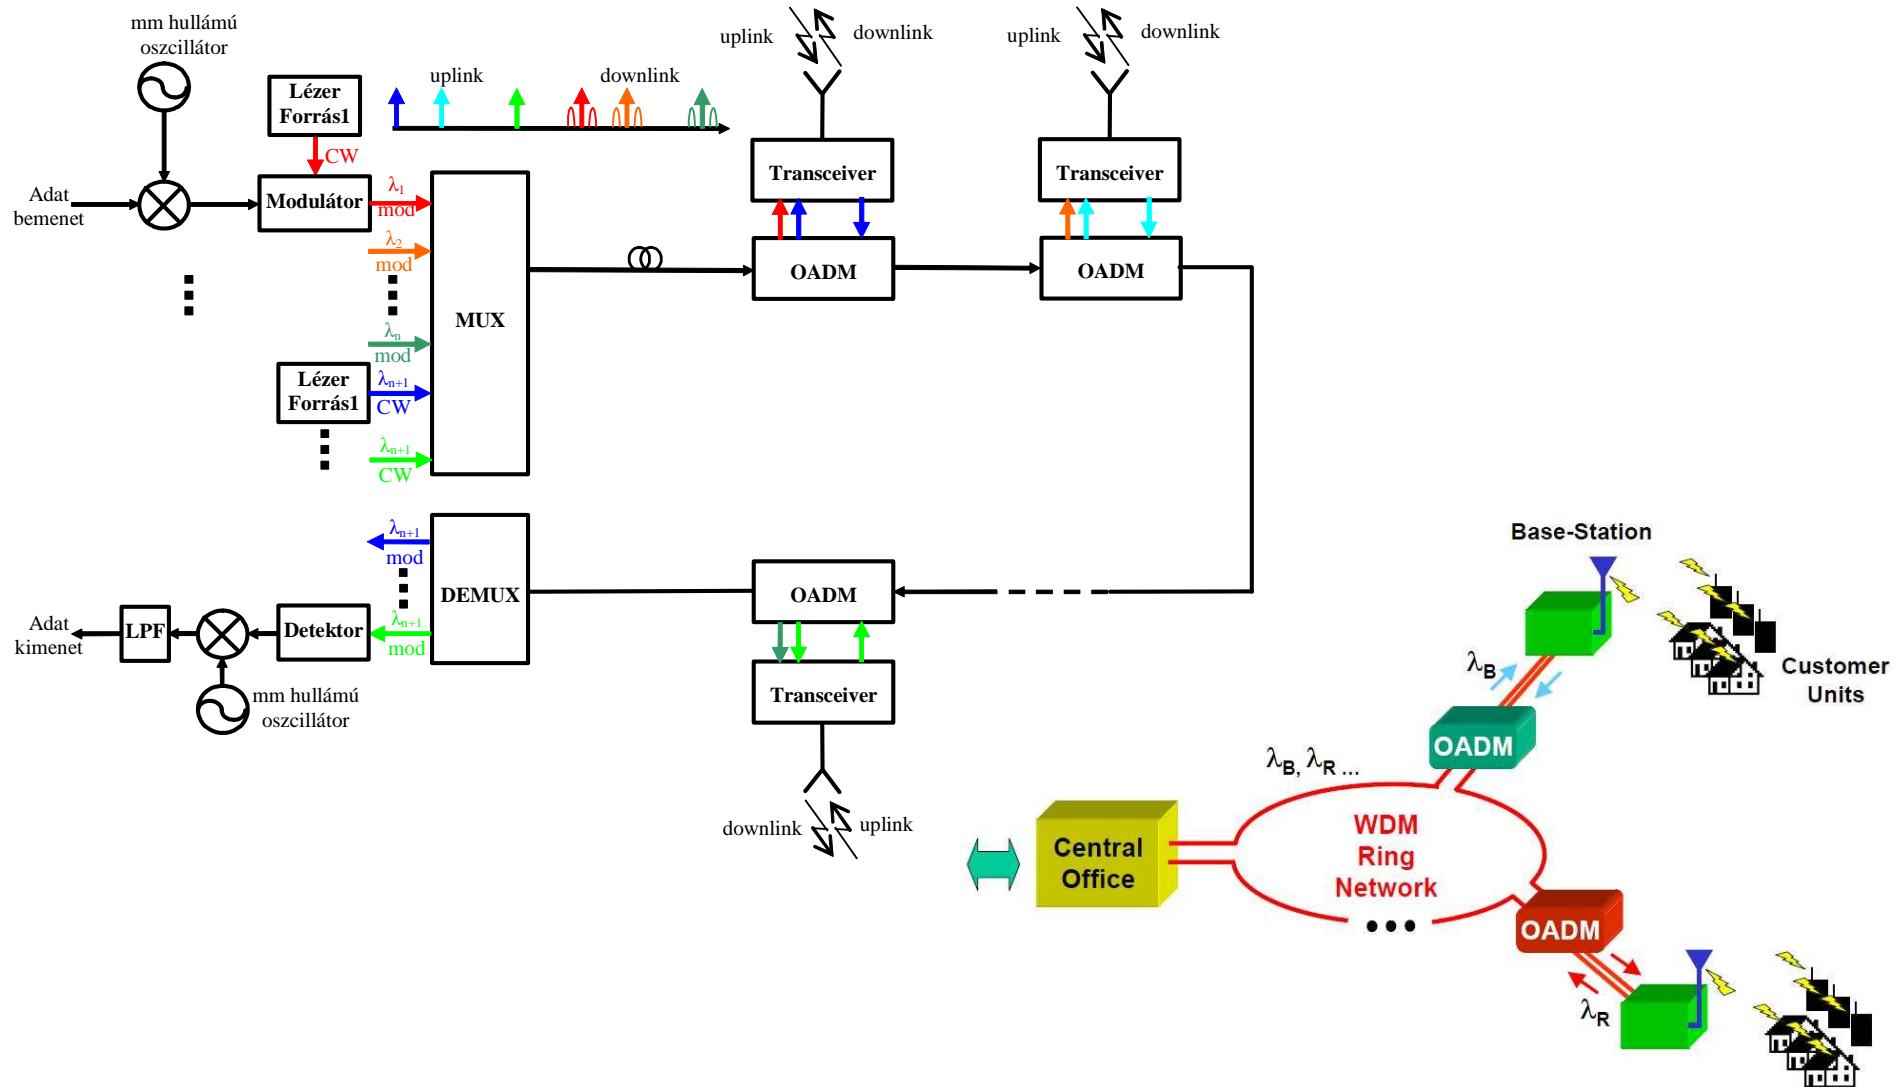 mm hullámú
oszcillátor
Lézer
Forrás1
CW
uplink
downlink
Adat
bemenet
Modulátor
λ1
mod
λ2
mod
λn
mod
Lézer
Forrás1
λn+1
CW
λn+1
CW
MUX
uplink
downlink
Transceiver
OADM
uplink
downlink
Transceiver
OADM
λn+1
mod
λn+1
mod
DEMUX
Adat
kimenet
LPF
Detektor
mm hullámú
oszcillátor
OADM
Transceiver
downlink
uplink
Base-Station
Customer
Units
λB
OADM
λB, λR ...
Central
Office
WDM
Ring
Network
OADM
λR